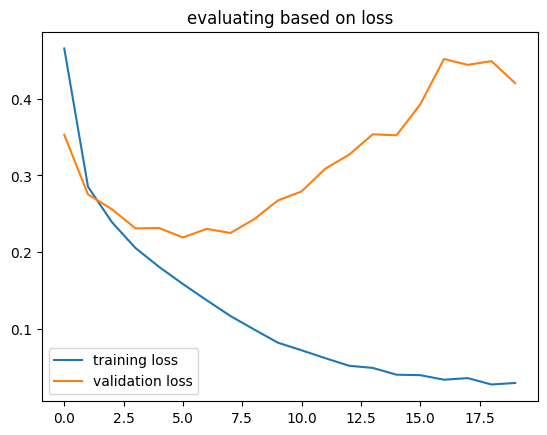 evaluating based on loss
0.4
0.3
0.2
0.1
training loss
validation loss
0.0 2.5 5.0 7.5 10.0 12.5 15.0 17.5